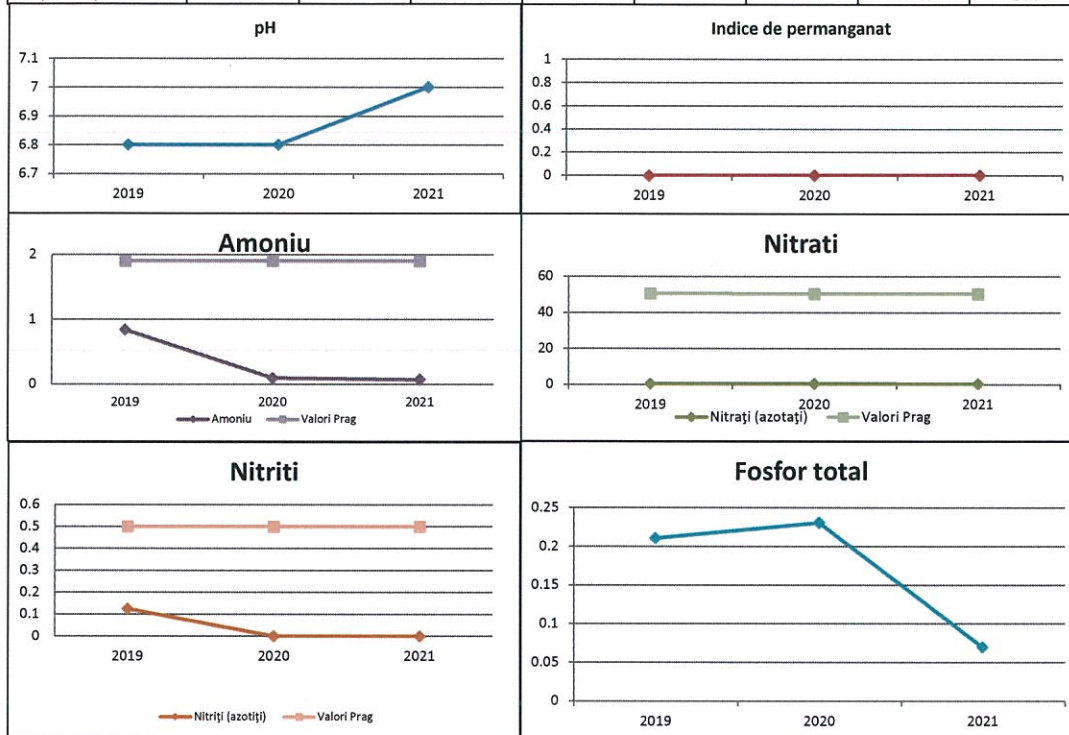 pH
7.1
7
6.9
6.8
6.7
2019 2020 2021
Indice de permanganat
1
0.8
0.6
0.4
0.2
0
2019 2020 2021
Amoniu
2
1
0
2019 2020 2021
Amoniu Valori Prag
Nitrati
60
40
20
0
2019 2020 2021
Nitrați (azotați) Valori Prag
Nitriti
0.6
0.5
0.4
0.3
0.2
0.1
0
2019 2020 2021
Nitriți (azotiți) Valori Prag
Fosfor total
0.25
0.2
0.15
0.1
0.05
0
2019 2020 2021